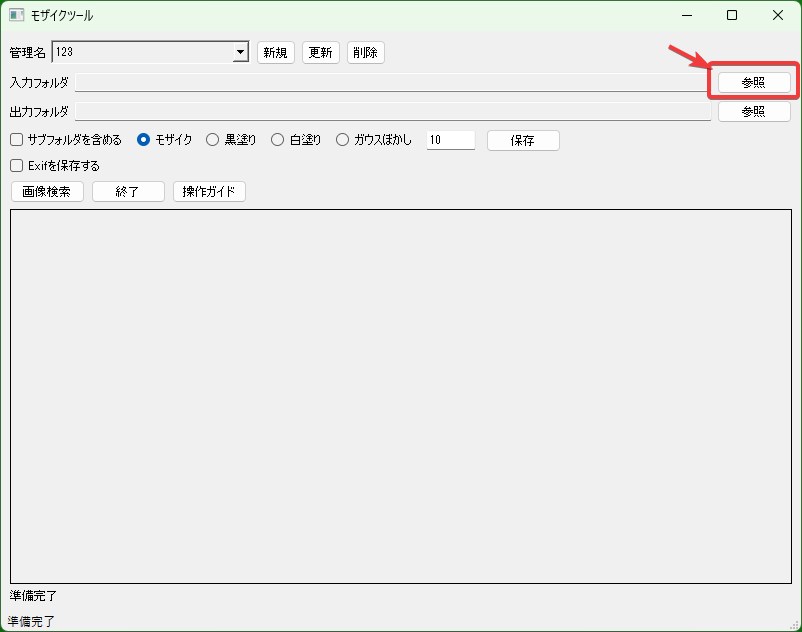 モザイクツール
管理名 123 新規 更新 削除
入力フォルダ 参照
出力フォルダ 参照
サブフォルダを含める モザイク 黒塗り 白塗り ガウスぼかし 10 保存
Exifを保存する
画像検索 終了 操作ガイド
準備完了
準備完了